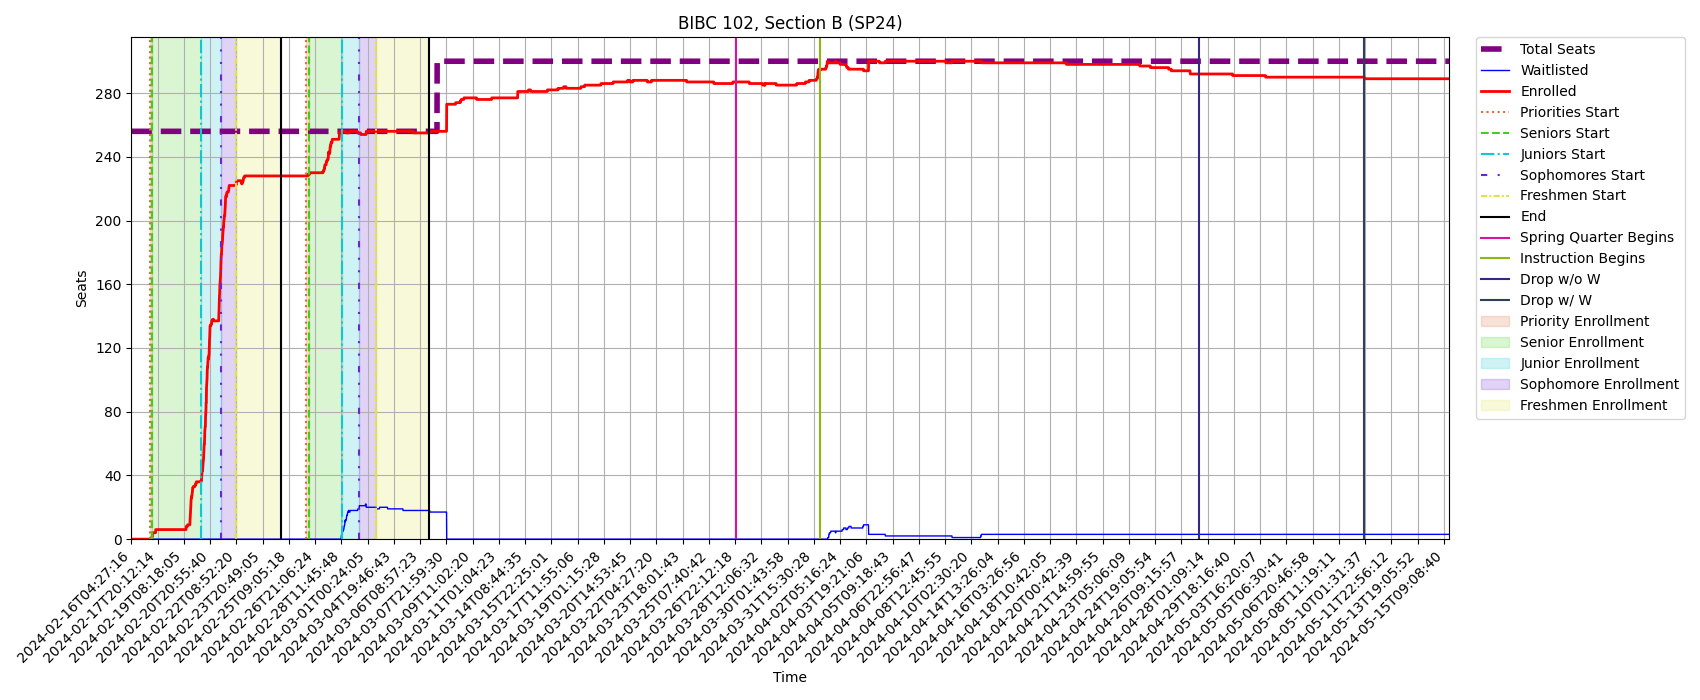 BIBC 102, Section B (SP24)
Seats
280
240
200
160
120
80
40
0
2024-02-16T04:27:16
2024-02-17T20:12:14
2024-02-19T08:18:05
2024-02-20T20:55:40
2024-02-22T08:52:20
2024-02-23T20:49:05
2024-02-25T09:05:18
2024-02-26T21:06:24
2024-02-28T11:45:48
2024-03-01T00:24:05
2024-03-04T19:46:43
2024-03-06T08:57:23
2024-03-07T21:59:30
2024-03-09T11:02:20
2024-03-11T01:04:23
2024-03-14T08:44:35
2024-03-15T22:25:01
2024-03-17T11:55:06
2024-03-19T01:15:28
2024-03-20T14:53:45
2024-03-22T04:27:20
2024-03-23T18:01:43
2024-03-25T07:40:42
2024-03-26T22:12:18
2024-03-28T12:06:32
2024-03-30T01:43:58
2024-03-31T15:30:28
2024-04-02T05:16:24
2024-04-03T19:21:06
2024-04-05T09:18:43
2024-04-06T22:56:47
2024-04-08T12:45:55
2024-04-10T02:30:20
2024-04-14T13:26:04
2024-04-16T03:26:56
2024-04-18T10:42:05
2024-04-20T00:42:39
2024-04-21T14:59:55
2024-04-23T05:06:09
2024-04-24T19:05:54
2024-04-26T09:15:57
2024-04-28T01:09:14
2024-04-29T18:16:40
2024-05-03T16:20:07
2024-05-05T06:30:41
2024-05-06T20:46:58
2024-05-08T11:19:11
2024-05-10T01:31:37
2024-05-11T22:56:12
2024-05-13T19:05:52
2024-05-15T09:08:40
Time
Total Seats
Waitlisted
Enrolled
Priorities Start
Seniors Start
Juniors Start
Sophomores Start
Freshmen Start
End
Spring Quarter Begins
Instruction Begins
Drop w/o W
Drop w/ W
Priority Enrollment
Senior Enrollment
Junior Enrollment
Sophomore Enrollment
Freshmen Enrollment